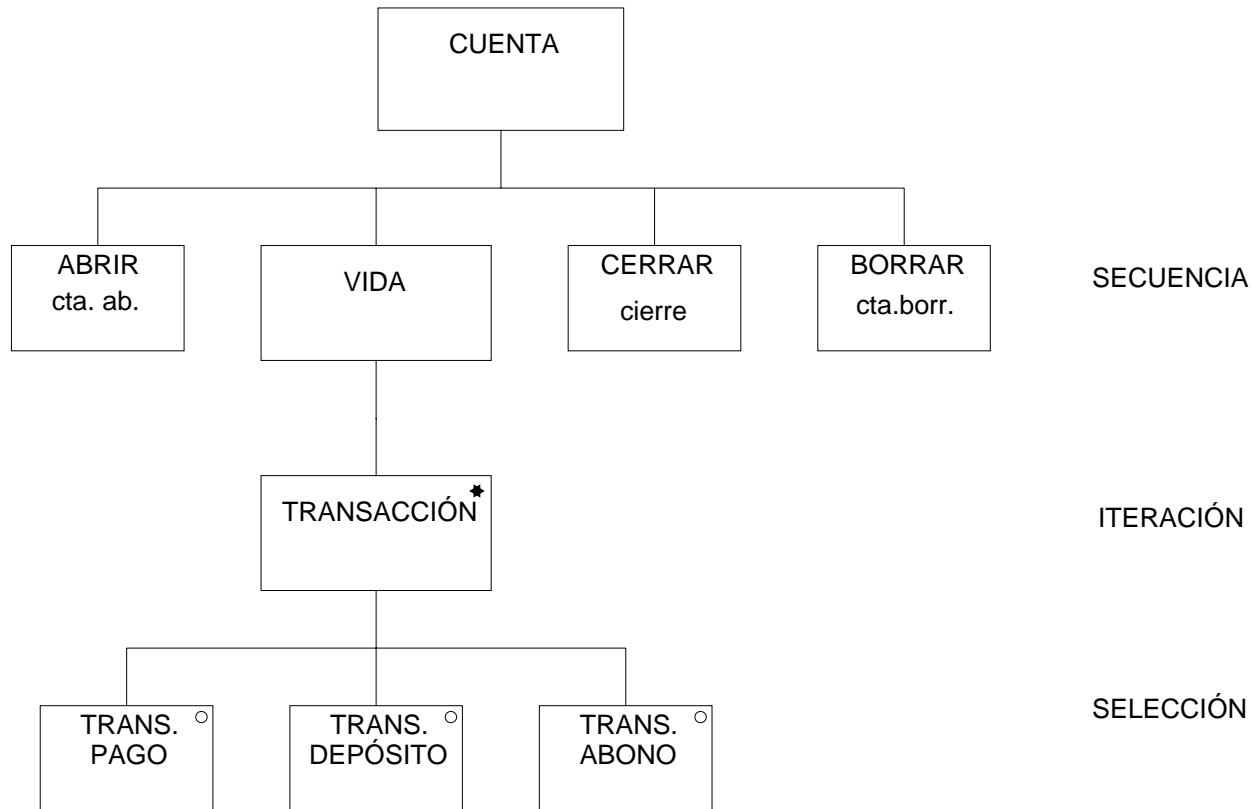 CUENTA
ABRIR
cta. ab.
VIDA
CERRAR
cierre
BORRAR
cta.borr.
SECUENCIA
TRANSACCIÓN
ITERACIÓN
TRANS.
PAGO
TRANS.
DEPÓSITO
TRANS.
ABONO
SELECCIÓN